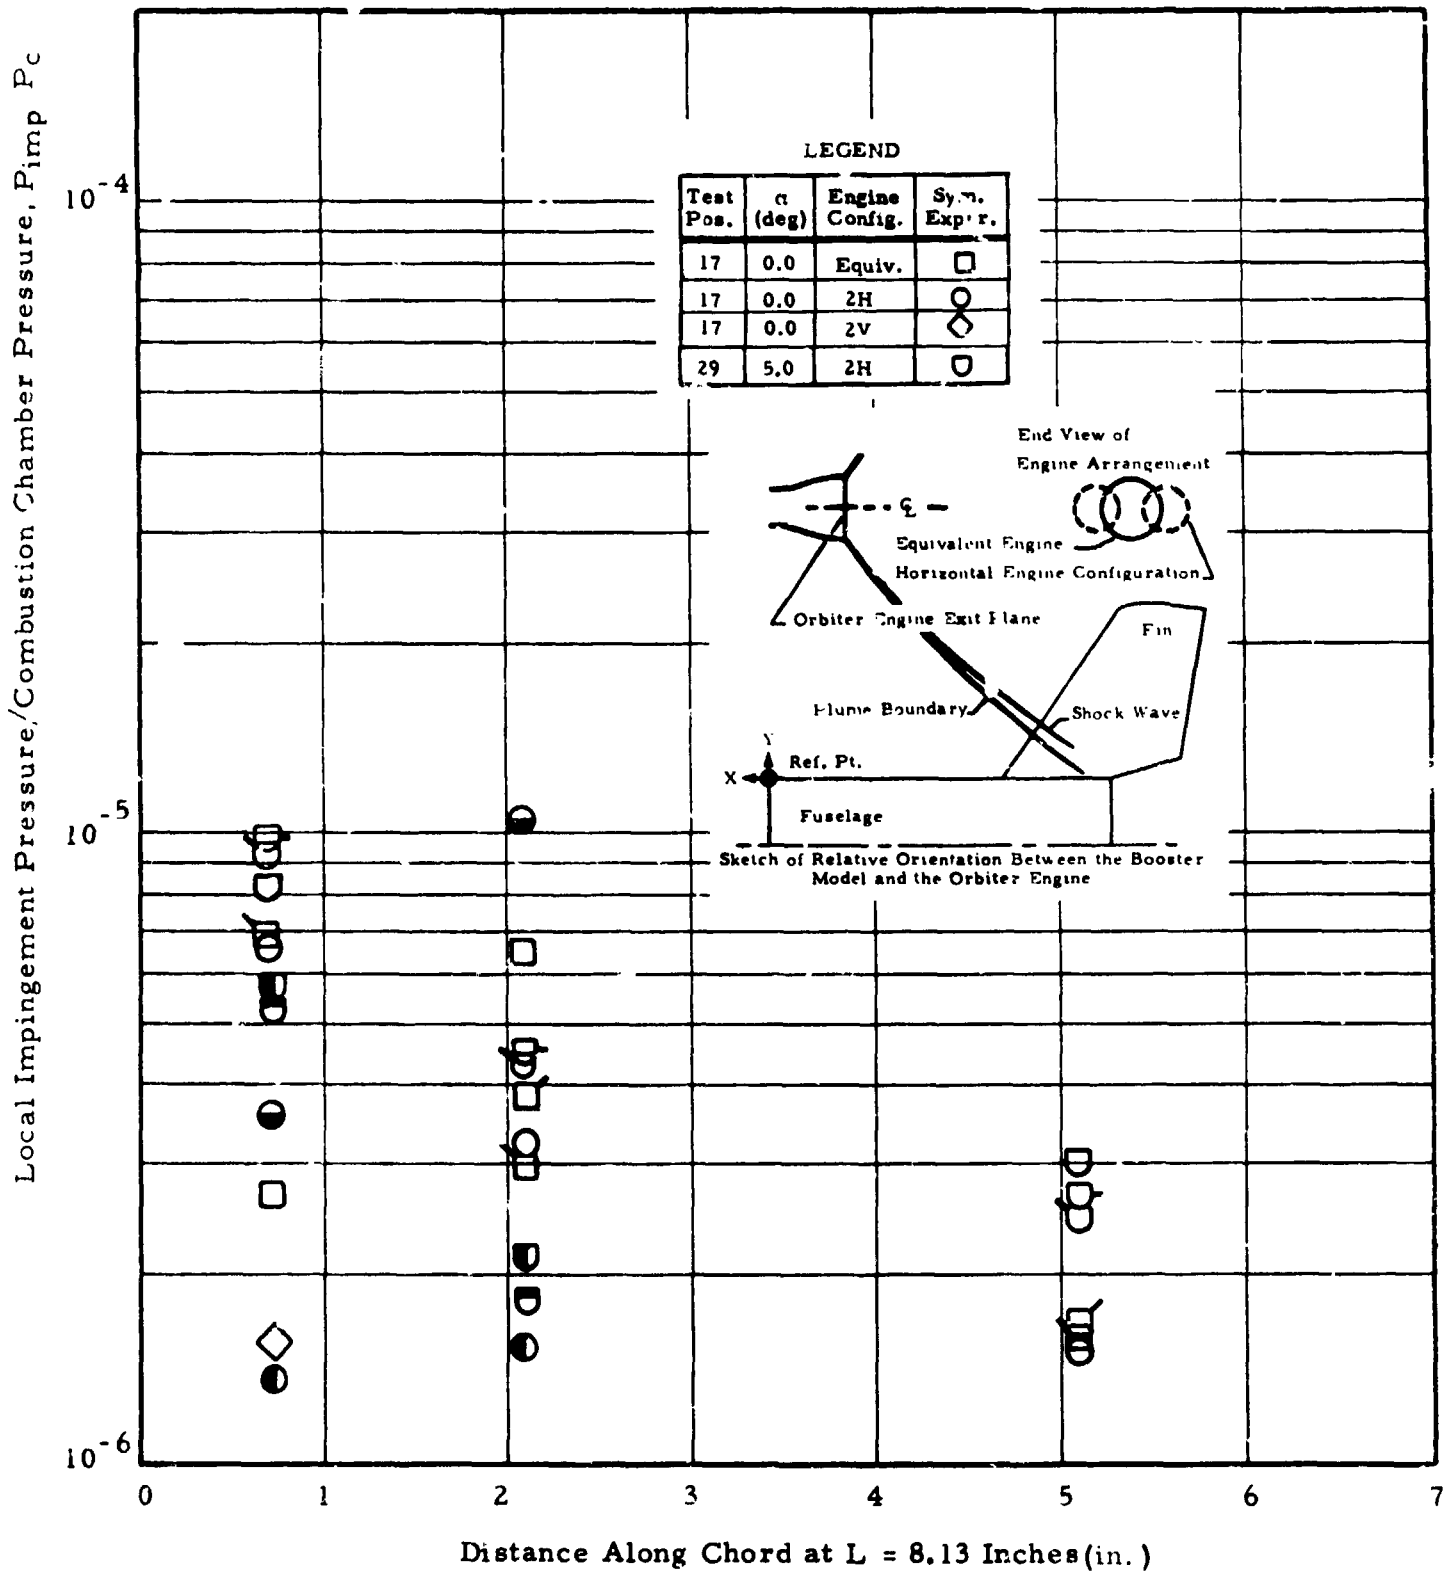 Local Impingement Pressure/Combustion Chamber Pressure, Pimp Pc
10-4
10-5
10-6
LEGEND
Test Pos. α (deg) Engine Config. Sym. Exp'r.
17 0.0 Equiv.
17 0.0 2H
17 0.0 2V
29 5.0 2H
End View of
Engine Arrangement
℄
Equivalent Engine
Horizontal Engine Configuration
Orbiter Engine Exit Plane
Fin
Plume Boundary
Shock Wave
Y
X
Ref. Pt.
Fuselage
Sketch of Relative Orientation Between the Booster
Model and the Orbiter Engine
0 1 2 3 4 5 6 7
Distance Along Chord at L = 8.13 Inches (in.)